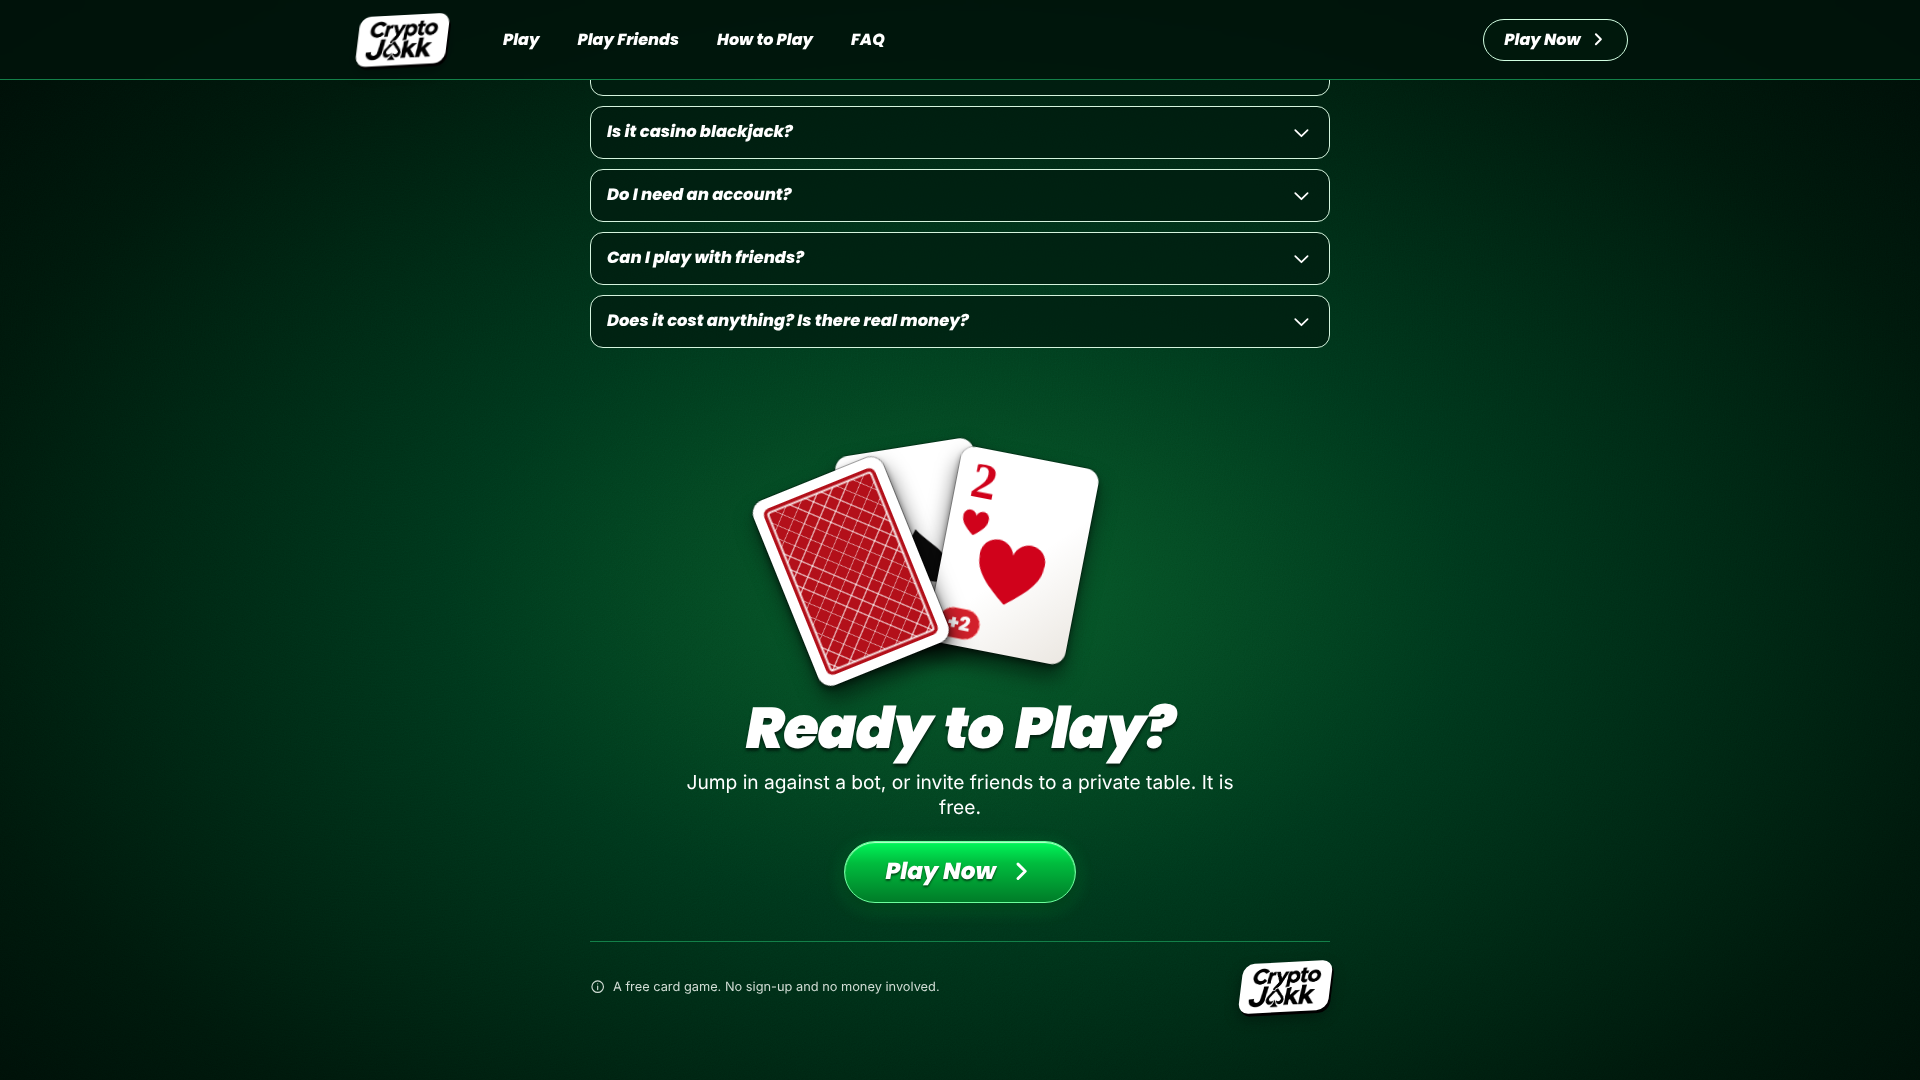 Crypto
Jokk
Play
Play Friends
How to Play
FAQ
Play Now
Is it casino blackjack?
Do I need an account?
Can I play with friends?
Does it cost anything? Is there real money?
2
+2
Ready to Play?
Jump in against a bot, or invite friends to a private table. It is
free.
Play Now
A free card game. No sign-up and no money involved.
Crypto
Jokk